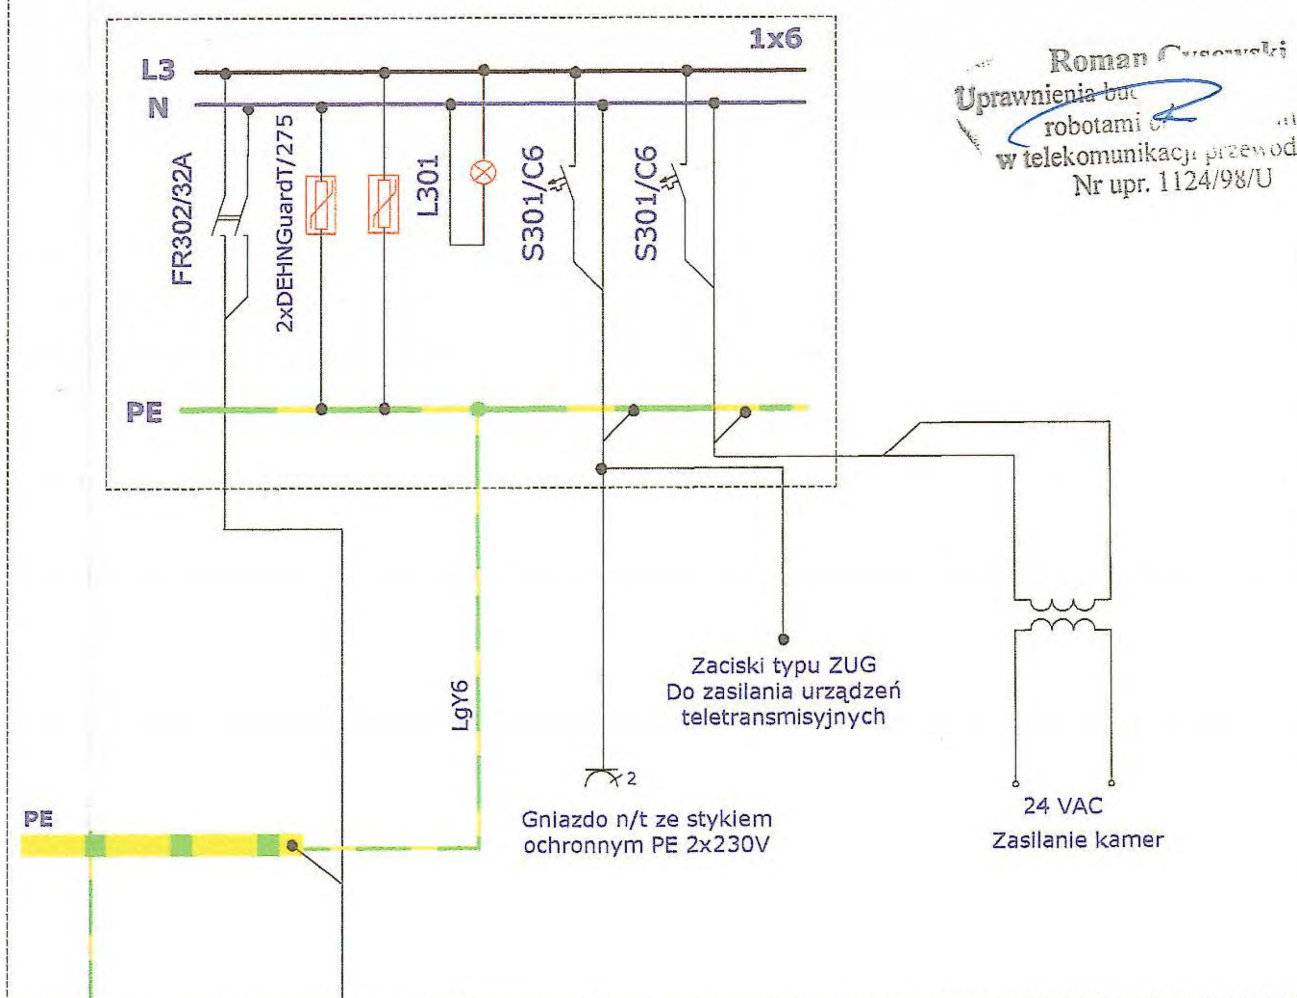 1x6
L3
N
FR302/32A
2xDEHNGuardT/275
L301
S301/C6
S301/C6
PE
Roman
Uprawnienia
robotami
w telekomunikacji
Nr upr. 1124/98/U
LgY6
Zaciski typu ZUG
Do zasilania urządzeń
teletransmisyjnych
2
Gniazdo n/t ze stykiem
ochronnym PE 2x230V
24 VAC
Zasilanie kamer
PE